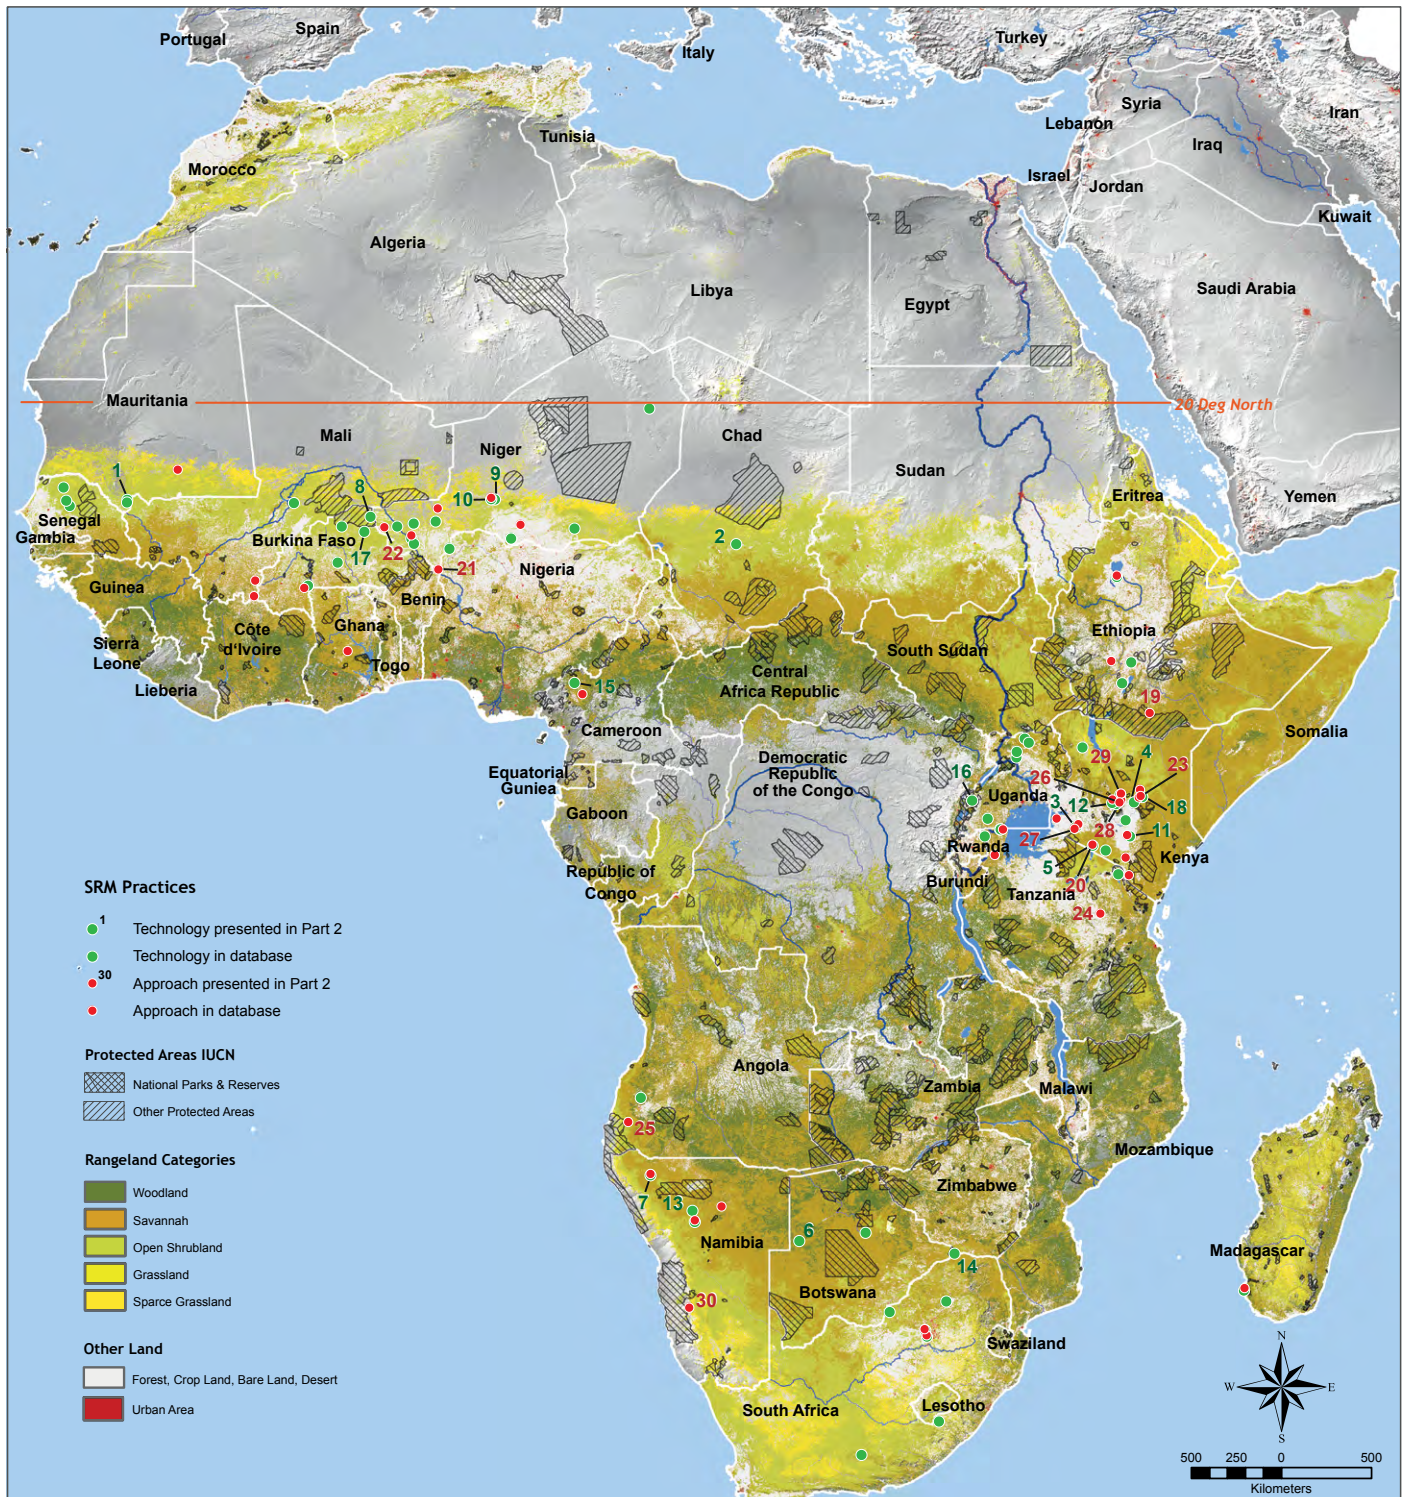 Portugal
Spain
Italy
Turkey
Syria
Lebanon
Iran
Iraq
Israel
Jordan
Kuwait
Tunisia
Morocco
Algeria
Libya
Egypt
Saudi Arabia
20 Deg North
Mauritania
Mali
Niger
Chad
Sudan
Eritrea
Yemen
1
8
9
10
2
Senegal
Gambia
Burkina Faso
17
22
21
Nigeria
Guinea
Benin
Sierra
Leone
Côte
d'Ivoire
Ghana
Togo
Lieberia
Ethiopia
South Sudan
Central
Africa Republic
15
19
Cameroon
Somalia
Equatorial
Guniea
Democratic
Republic
of the Congo
29
4
23
26
16
Uganda
3
12
18
28
11
Gaboon
27
Rwanda
Kenya
5
20
Burundi
Tanzania
24
Republic of
Congo
Angola
Zambia
Malawi
25
Mozambique
7
13
Zimbabwe
Namibia
6
14
Botswana
Madagascar
30
Swaziland
Lesotho
South Africa
SRM Practices
1
Technology presented in Part 2
Technology in database
30
Approach presented in Part 2
Approach in database
Protected Areas IUCN
National Parks & Reserves
Other Protected Areas
Rangeland Categories
Woodland
Savannah
Open Shrubland
Grassland
Sparce Grassland
Other Land
Forest, Crop Land, Bare Land, Desert
Urban Area
N
W
E
S
500 250 0 500
Kilometers